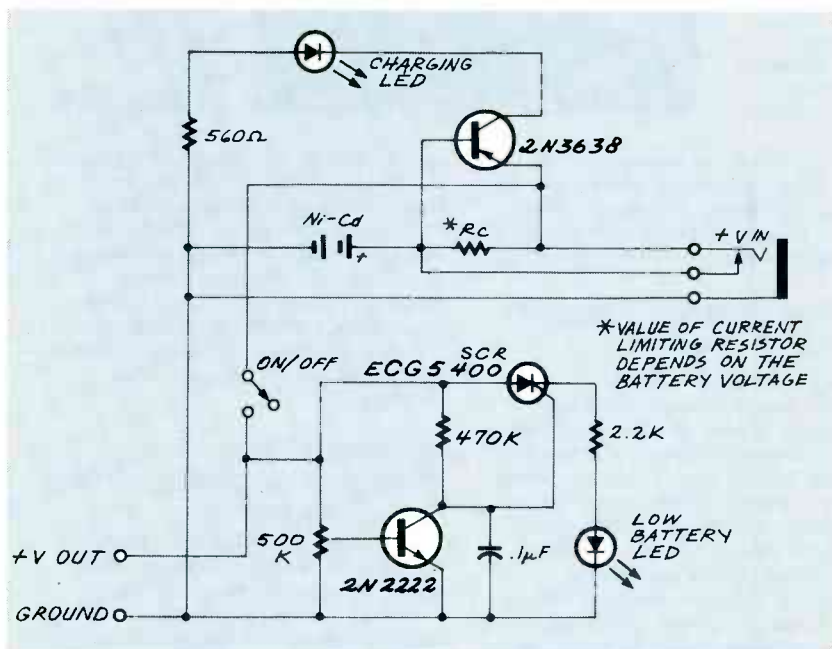 CHARGING
LED
560Ω
2N3638
Ni-Cd
+
*RC
+ V IN
*VALUE OF CURRENT
LIMITING RESISTOR
DEPENDS ON THE
BATTERY VOLTAGE
ON/OFF
SCR
ECG5400
470K
2.2K
500
K
2N2222
.1µF
LOW
BATTERY
LED
+V OUT
GROUND